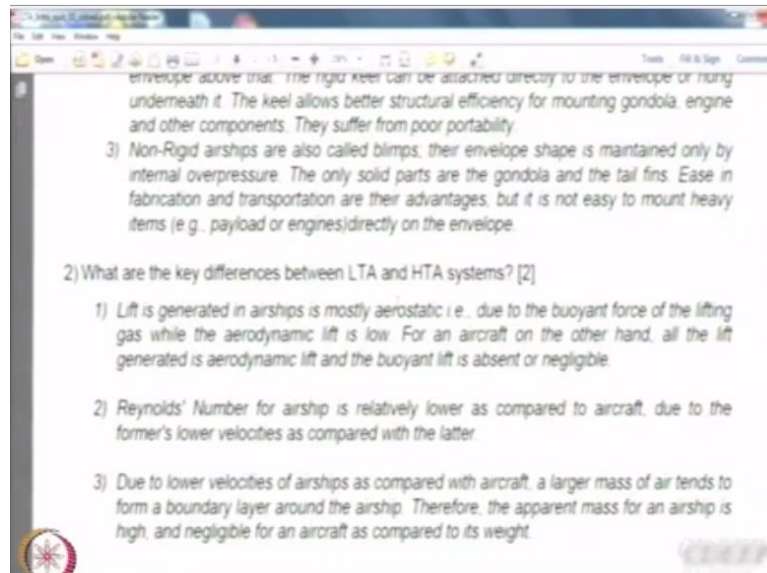 File Edit View Window Help
Open
Tools Fill & Sign Comment
envelope above that. The rigid keel can be attached directly to the envelope or hung
underneath it. The keel allows better structural efficiency for mounting gondola, engine
and other components. They suffer from poor portability
3) Non-Rigid airships are also called blimps; their envelope shape is maintained only by
internal overpressure. The only solid parts are the gondola and the tail fins. Ease in
fabrication and transportation are their advantages, but it is not easy to mount heavy
items (e.g., payload or engines)directly on the envelope.
2) What are the key differences between LTA and HTA systems? [2]
1) Lift is generated in airships is mostly aerostatic i.e., due to the buoyant force of the lifting
gas while the aerodynamic lift is low. For an aircraft on the other hand, all the lift
generated is aerodynamic lift and the buoyant lift is absent or negligible.
2) Reynolds' Number for airship is relatively lower as compared to aircraft, due to the
former's lower velocities as compared with the latter
3) Due to lower velocities of airships as compared with aircraft, a larger mass of air tends to
form a boundary layer around the airship. Therefore, the apparent mass for an airship is
high, and negligible for an aircraft as compared to its weight.
CDEEP